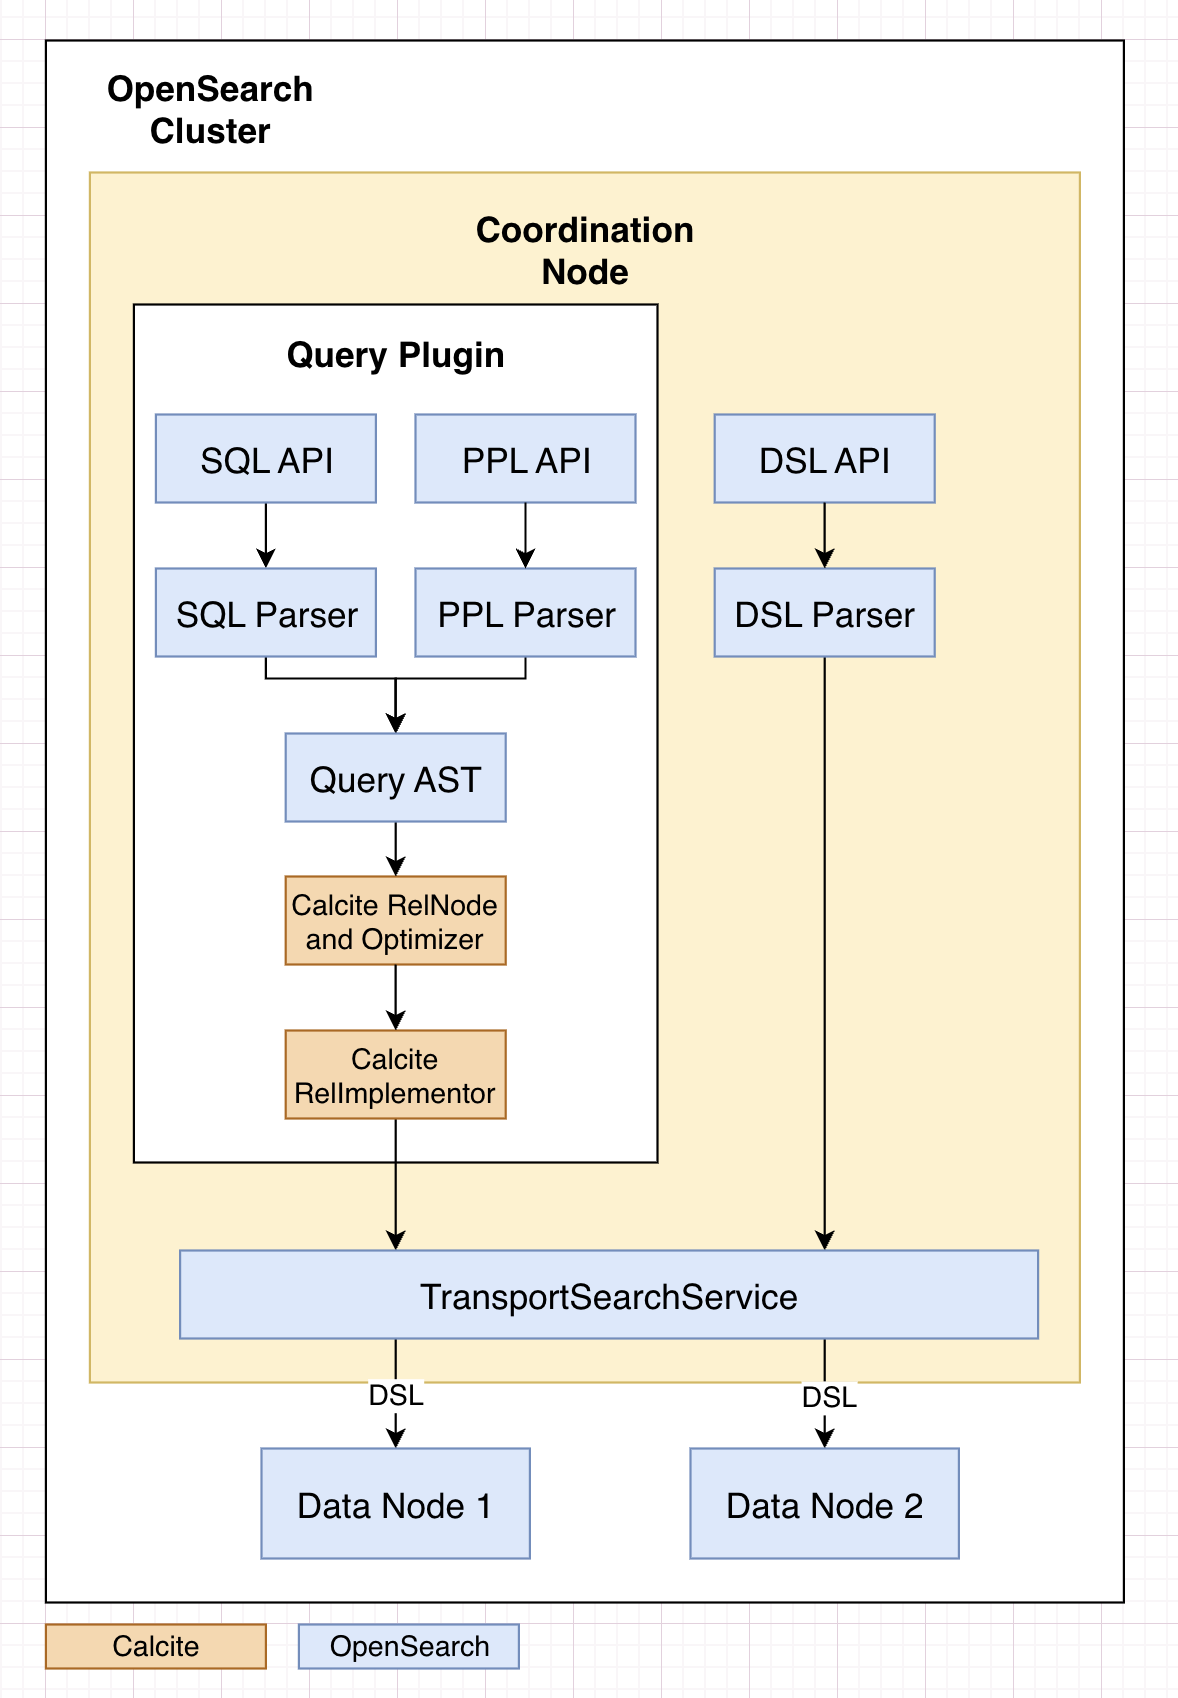 OpenSearch
Cluster
Coordination
Node
Query Plugin
SQL API
PPL API
DSL API
SQL Parser
PPL Parser
DSL Parser
Query AST
Calcite RelNode
and Optimizer
Calcite
RelImplementor
TransportSearchService
DSL
DSL
Data Node 1
Data Node 2
Calcite
OpenSearch